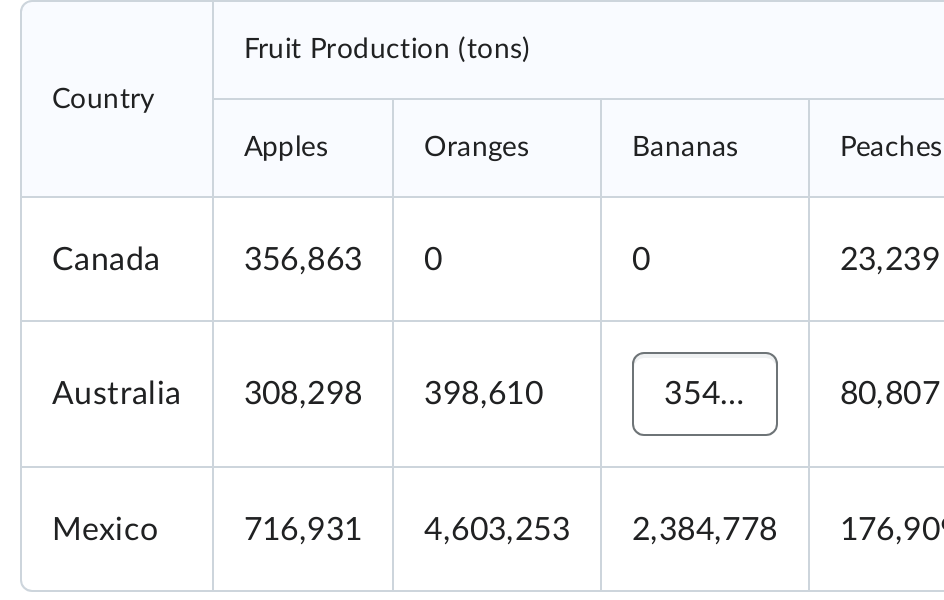 Country
Fruit Production (tons)
Apples Oranges Bananas Peaches
Canada 356,863 0 0 23,239
Australia 308,298 398,610 354... 80,807
Mexico 716,931 4,603,253 2,384,778